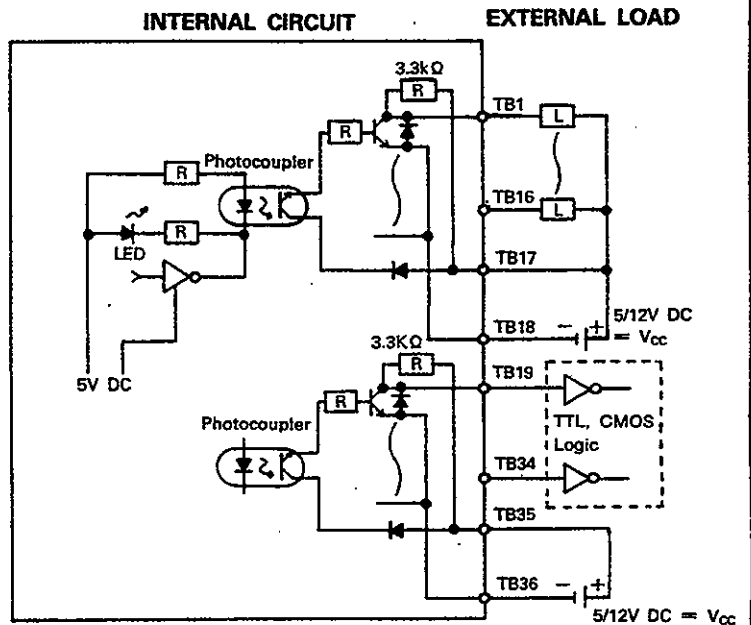 INTERNAL CIRCUIT
EXTERNAL LOAD
3.3kΩ
R
TB1
L
R
Photocoupler
R
TB16
L
LED
R
TB17
TB18
− +
5/12V DC
= Vcc
5V DC
3.3KΩ
R
TB19
R
Photocoupler
TTL, CMOS
Logic
TB34
TB35
TB36
− +
5/12V DC = Vcc